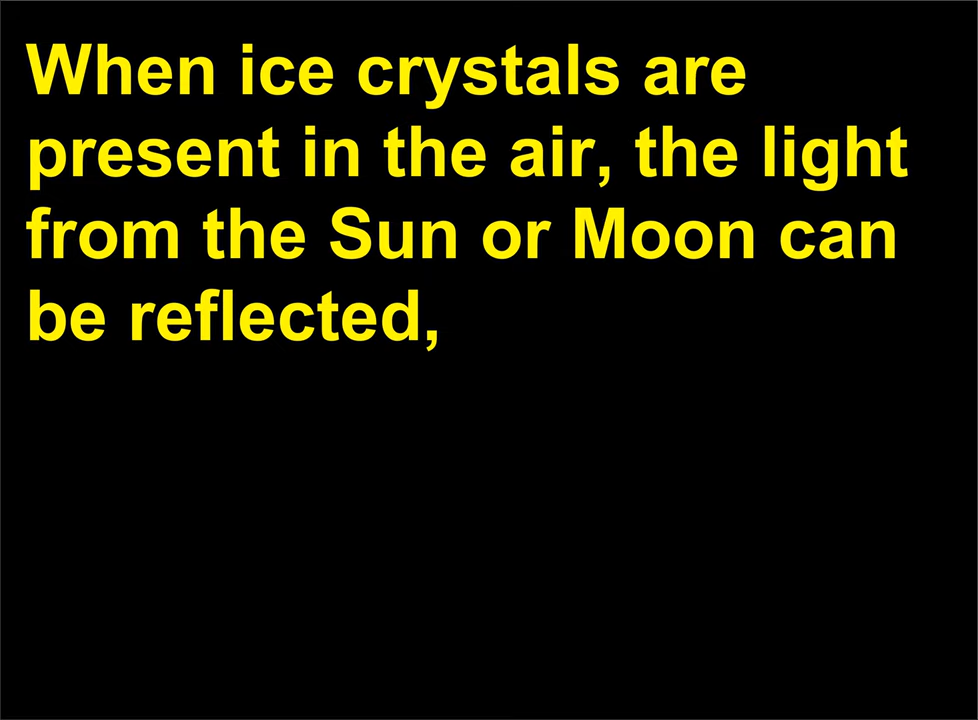 When ice crystals are
present in the air, the light
from the Sun or Moon can
be reflected,